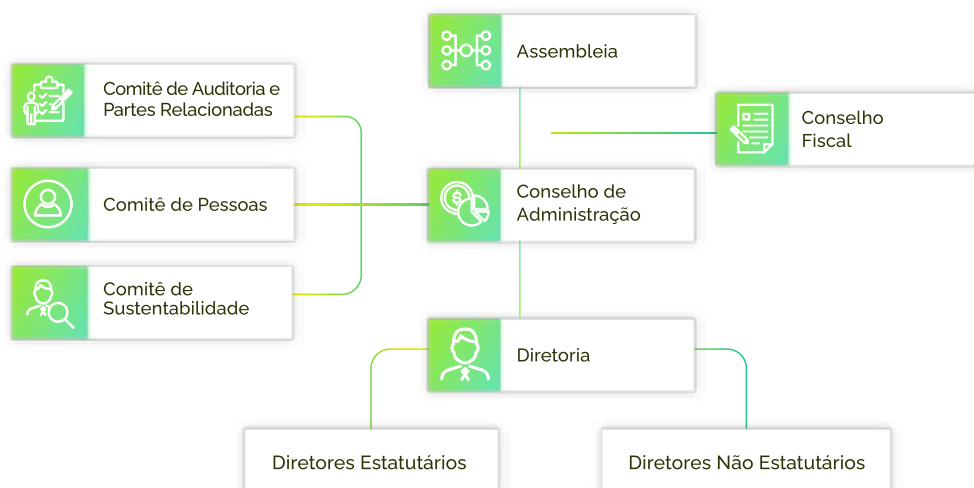 Assembleia
Comitê de Auditoria e
Partes Relacionadas
Conselho
Fiscal
Comitê de Pessoas
Conselho de
Administração
Comitê de
Sustentabilidade
Diretoria
Diretores Estatutários
Diretores Não Estatutários